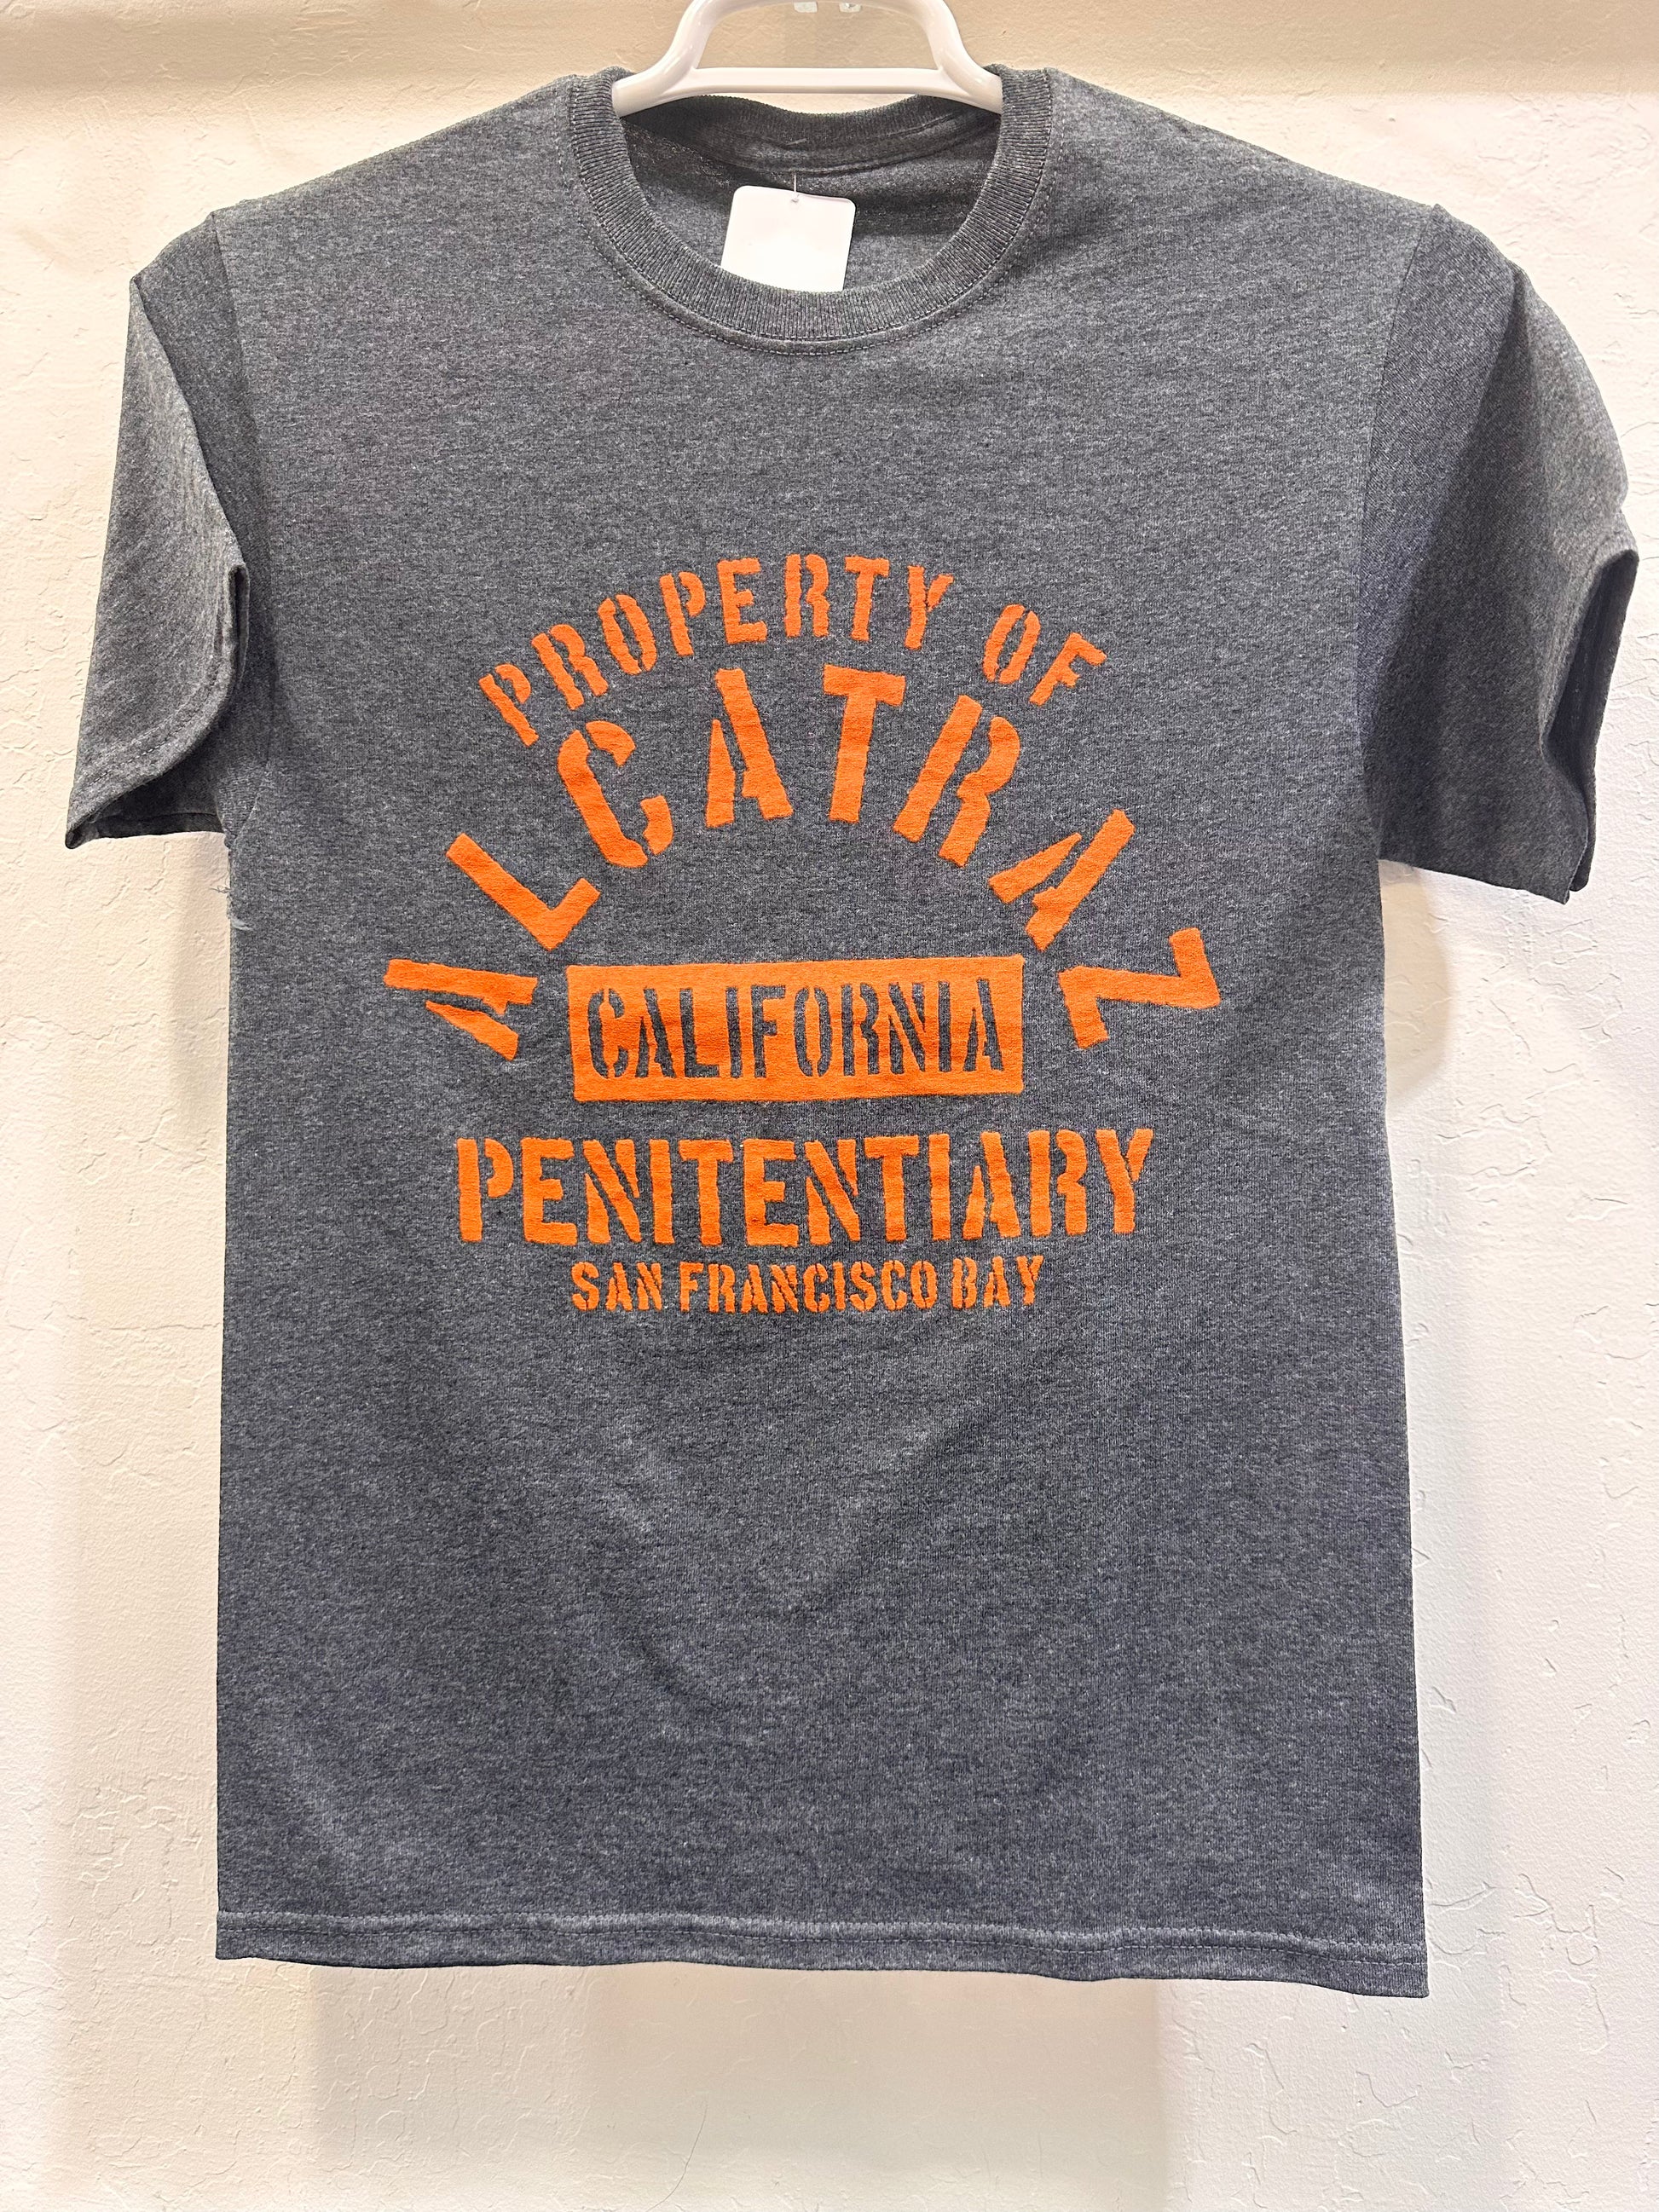 PROPERTY OF
ALCATRAZ
CALIFORNIA
PENITENTIARY
SAN FRANCISCO BAY